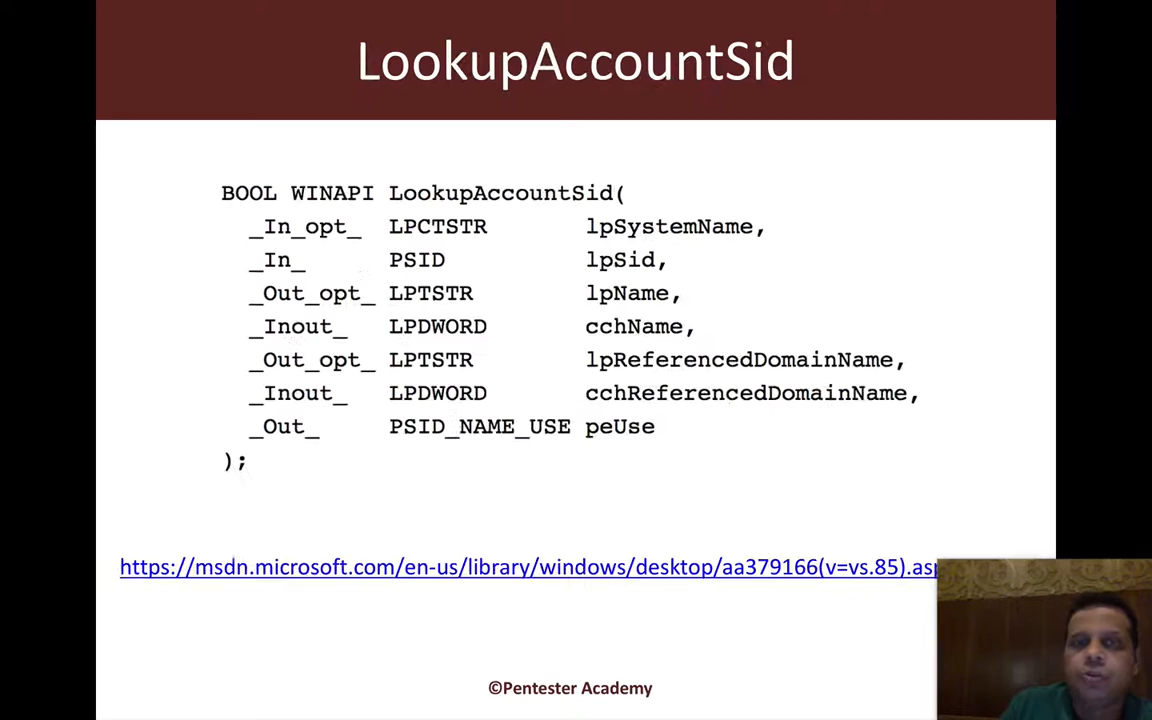 LookupAccountSid
BOOL WINAPI LookupAccountSid(
_In_opt_ LPCTSTR lpSystemName,
_In_ PSID lpSid,
_Out_opt_ LPTSTR lpName,
_Inout_ LPDWORD cchName,
_Out_opt_ LPTSTR lpReferencedDomainName,
_Inout_ LPDWORD cchReferencedDomainName,
_Out_ PSID_NAME_USE peUse
);
https://msdn.microsoft.com/en-us/library/windows/desktop/aa379166(v=vs.85).asp
©Pentester Academy